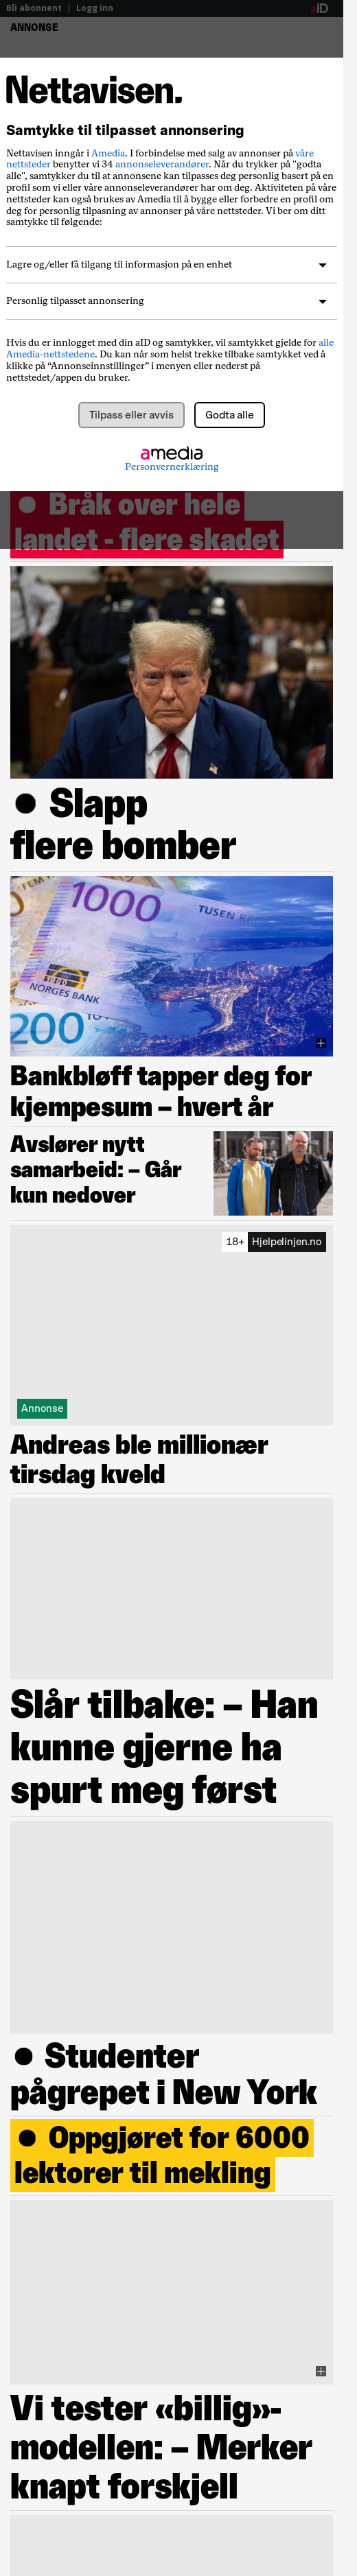 Bli abonnent | Logg inn
aID
ANNONSE
Nettavisen.
Samtykke til tilpasset annonsering
Nettavisen inngår i Amedia. I forbindelse med salg av annonser på våre
nettsteder benytter vi 34 annonseleverandører. Når du trykker på "godta
alle", samtykker du til at annonsene kan tilpasses deg personlig basert på en
profil som vi eller våre annonseleverandører har om deg. Aktiviteten på våre
nettsteder kan også brukes av Amedia til å bygge eller forbedre en profil om
deg for personlig tilpasning av annonser på våre nettsteder. Vi ber om ditt
samtykke til følgende:
Lagre og/eller få tilgang til informasjon på en enhet
Personlig tilpasset annonsering
Hvis du er innlogget med din aID og samtykker, vil samtykket gjelde for alle
Amedia-nettstedene. Du kan når som helst trekke tilbake samtykket ved å
klikke på “Annonseinnstillinger” i menyen eller nederst på
nettstedet/appen du bruker.
Tilpass eller avvis
Godta alle
amedia
Personvernerklæring
● Bråk over hele
landet - flere skadet
● Slapp
flere bomber
1000
TUSEN KRON
1000
NORGES BANK
200
Bankbløff tapper deg for
kjempesum – hvert år
Avslører nytt
samarbeid: – Går
kun nedover
18+ Hjelpelinjen.no
Annonse
Andreas ble millionær
tirsdag kveld
Slår tilbake: – Han
kunne gjerne ha
spurt meg først
● Studenter
pågrepet i New York
● Oppgjøret for 6000
lektorer til mekling
Vi tester «billig»-
modellen: – Merker
knapt forskjell